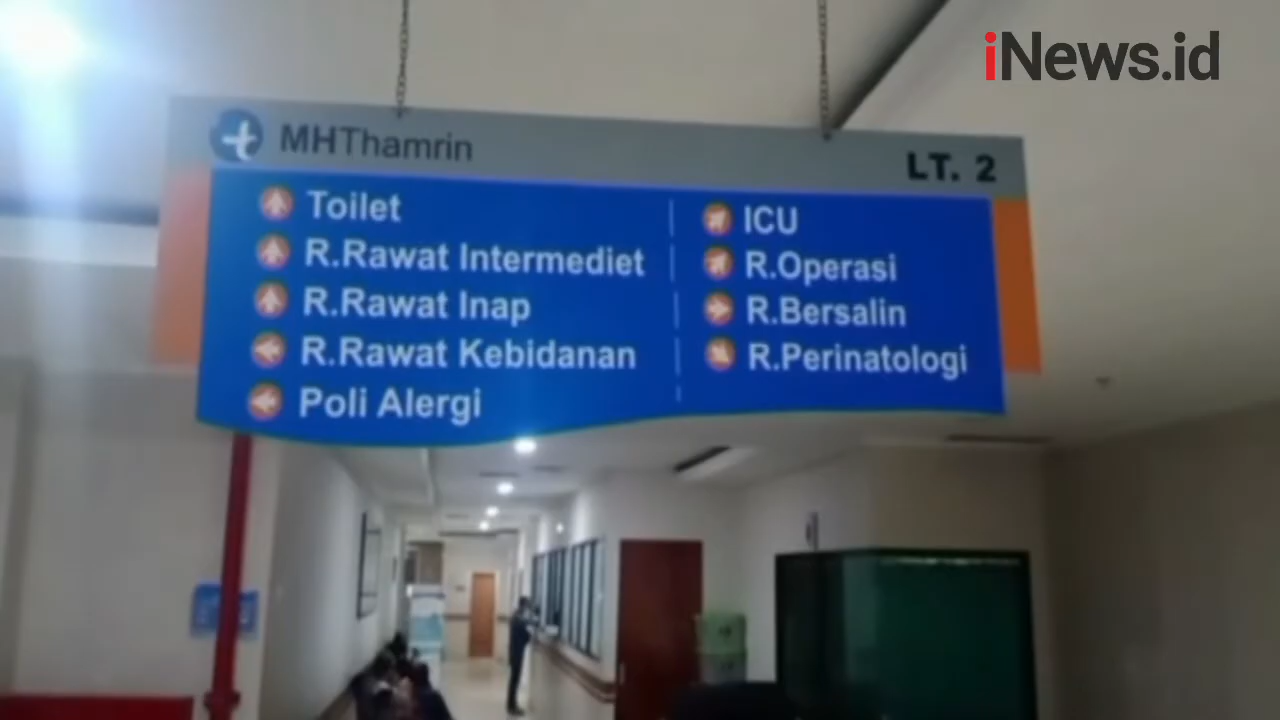 iNews.id
MHThamrin
LT. 2
Toilet
R.Rawat Intermediet
R.Rawat Inap
R.Rawat Kebidanan
Poli Alergi
ICU
R.Operasi
R.Bersalin
R.Perinatologi